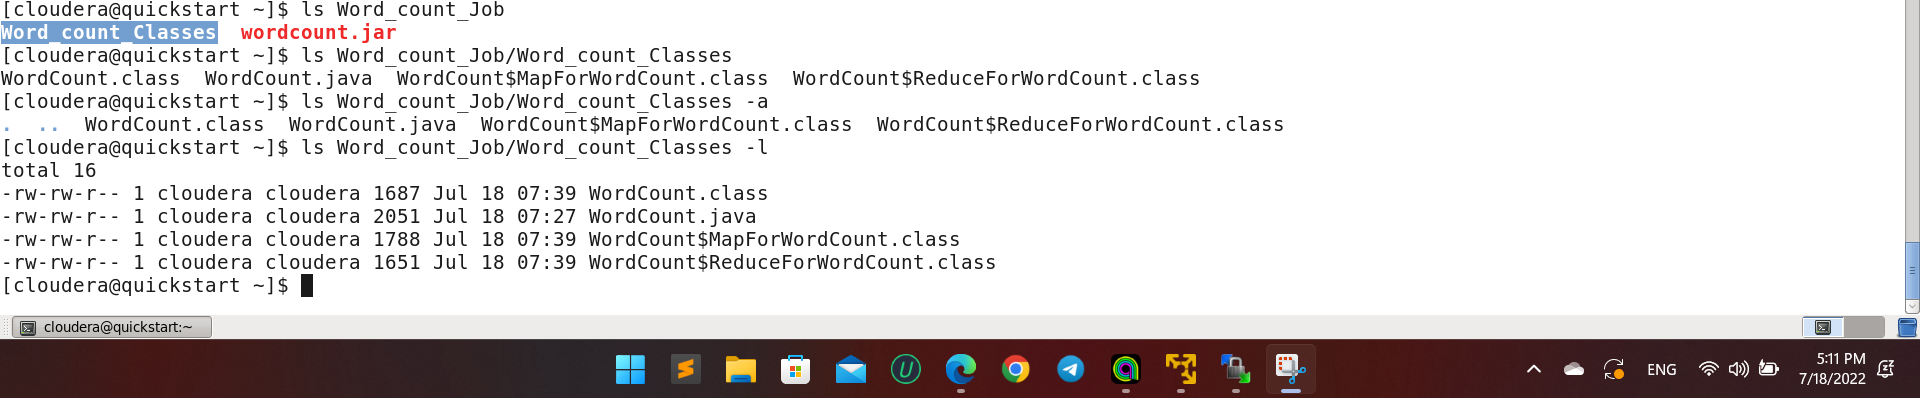 [cloudera@quickstart ~]$ ls Word_count_Job
Word_count_Classes  wordcount.jar
[cloudera@quickstart ~]$ ls Word_count_Job/Word_count_Classes
WordCount.class  WordCount.java  WordCount$MapForWordCount.class  WordCount$ReduceForWordCount.class
[cloudera@quickstart ~]$ ls Word_count_Job/Word_count_Classes -a
.  ..  WordCount.class  WordCount.java  WordCount$MapForWordCount.class  WordCount$ReduceForWordCount.class
[cloudera@quickstart ~]$ ls Word_count_Job/Word_count_Classes -l
total 16
-rw-rw-r-- 1 cloudera cloudera 1687 Jul 18 07:39 WordCount.class
-rw-rw-r-- 1 cloudera cloudera 2051 Jul 18 07:27 WordCount.java
-rw-rw-r-- 1 cloudera cloudera 1788 Jul 18 07:39 WordCount$MapForWordCount.class
-rw-rw-r-- 1 cloudera cloudera 1651 Jul 18 07:39 WordCount$ReduceForWordCount.class
[cloudera@quickstart ~]$
cloudera@quickstart:~
ENG
5:11 PM
7/18/2022